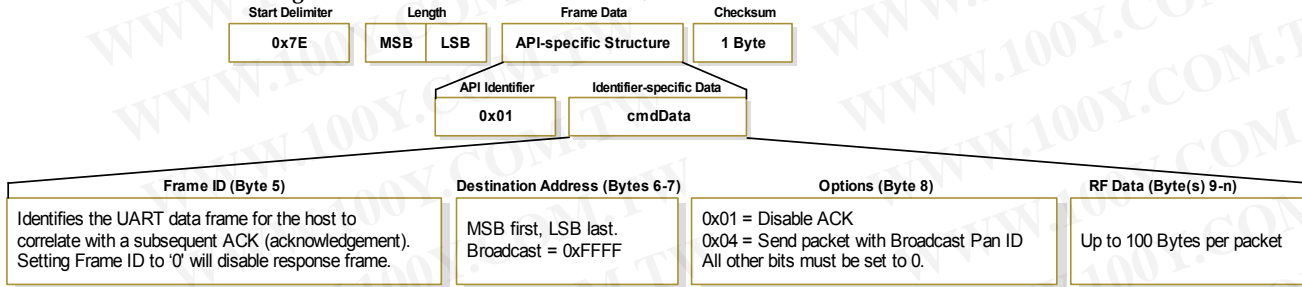 Start Delimiter Length Frame Data Checksum
0x7E MSB LSB API-specific Structure 1 Byte
API Identifier Identifier-specific Data
0x01 cmdData
Frame ID (Byte 5)
Identifies the UART data frame for the host to
correlate with a subsequent ACK (acknowledgement).
Setting Frame ID to ‘0' will disable response frame.
Destination Address (Bytes 6-7)
MSB first, LSB last.
Broadcast = 0xFFFF
Options (Byte 8)
0x01 = Disable ACK
0x04 = Send packet with Broadcast Pan ID
All other bits must be set to 0.
RF Data (Byte(s) 9-n)
Up to 100 Bytes per packet
WWW.100Y.COM.TW